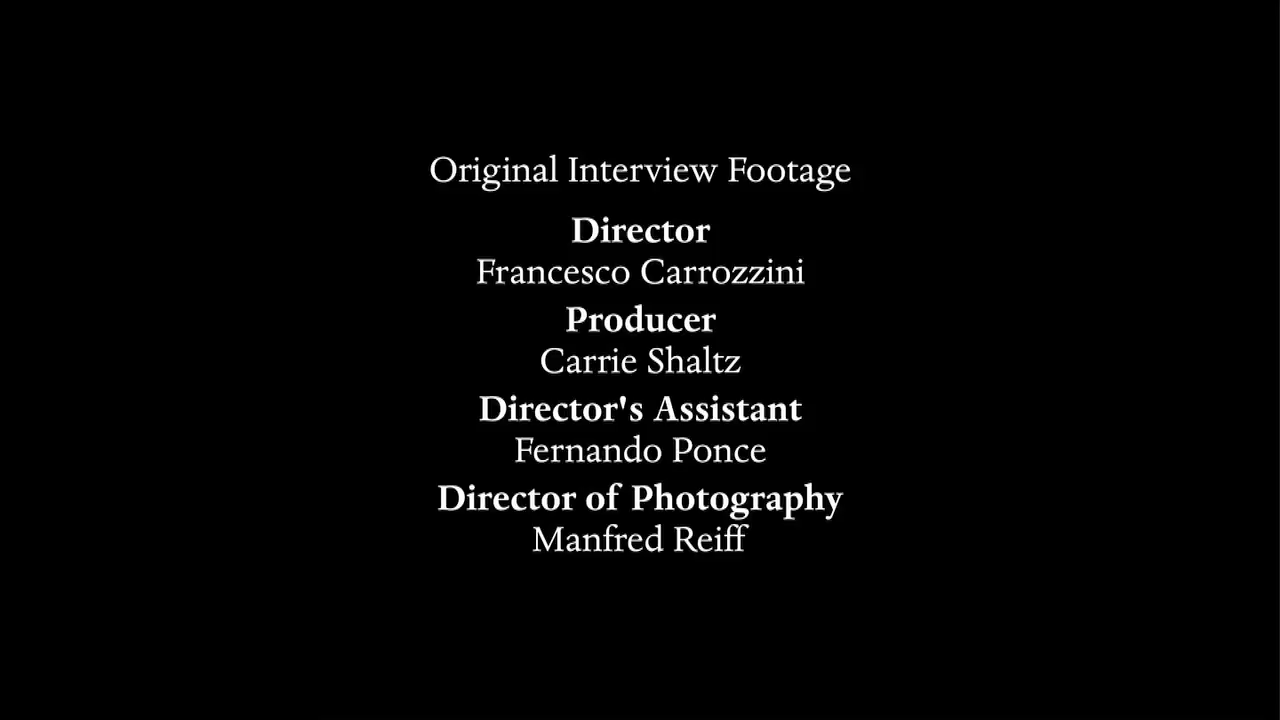 Original Interview Footage
Director
Francesco Carrozzini
Producer
Carrie Shaltz
Director's Assistant
Fernando Ponce
Director of Photography
Manfred Reiff